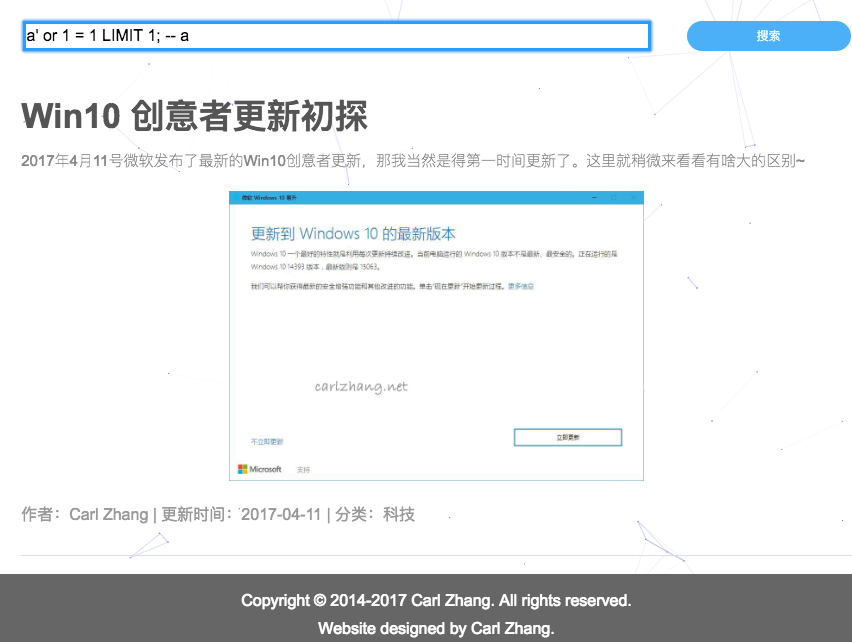 a' or 1 = 1 LIMIT 1; -- a
搜索
Win10 创意者更新初探
2017年4月11号微软发布了最新的Win10创意者更新，那我当然是得第一时间更新了。这里就稍微来看看有啥大的区别~
微软 Windows 10 易升
更新到 Windows 10 的最新版本
Windows 10 一个最好的特性就是利用每次更新持续改进。当前电脑运行的 Windows 10 版本不是最新、最安全的。正在运行的是
Windows 10 14393 版本，最新版则是 15063。
我们可以帮你获得最新的安全增强功能和其他改进的功能。单击"现在更新"开始更新过程。更多信息
carlzhang.net
不立即更新
立即更新
Microsoft 支持
作者：Carl Zhang | 更新时间：2017-04-11 | 分类：科技
Copyright © 2014-2017 Carl Zhang. All rights reserved.
Website designed by Carl Zhang.